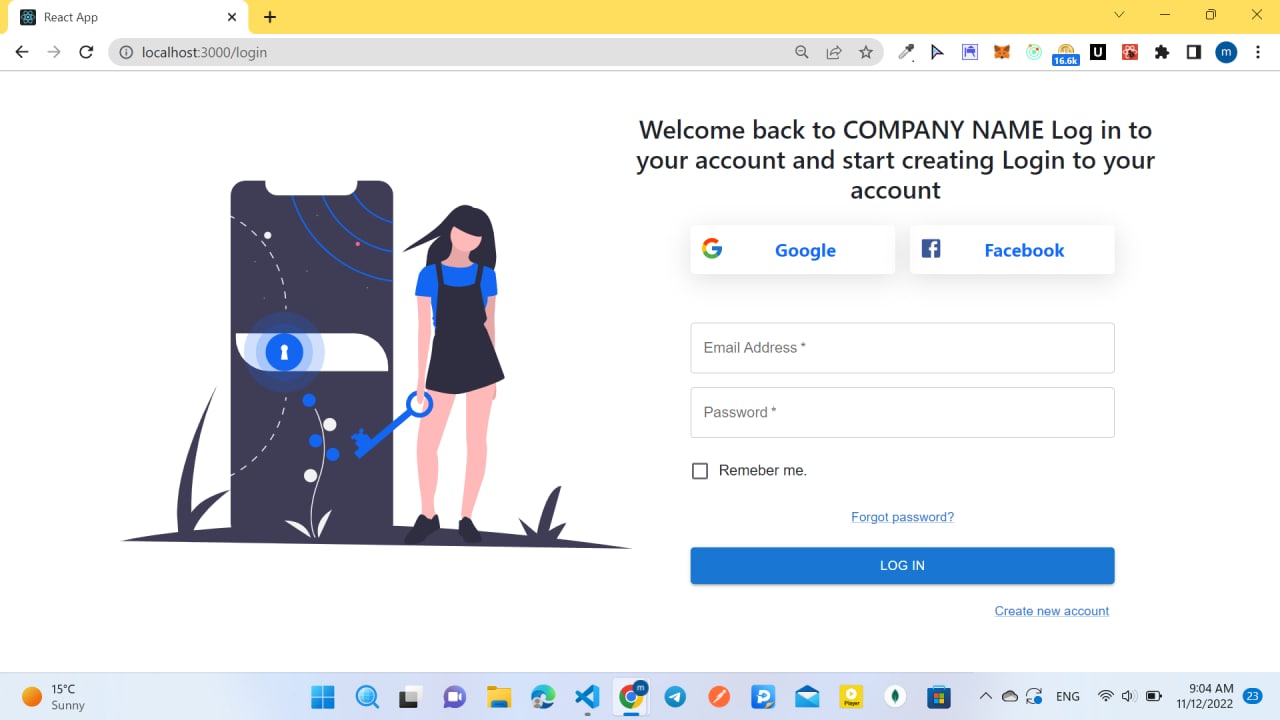 React App
localhost:3000/login
16.6k
U
m
Welcome back to COMPANY NAME Log in to
your account and start creating Login to your
account
Google
Facebook
Email Address *
Password *
Remeber me.
Forgot password?
LOG IN
Create new account
15°C
Sunny
m
Player
ENG
9:04 AM
11/12/2022
23